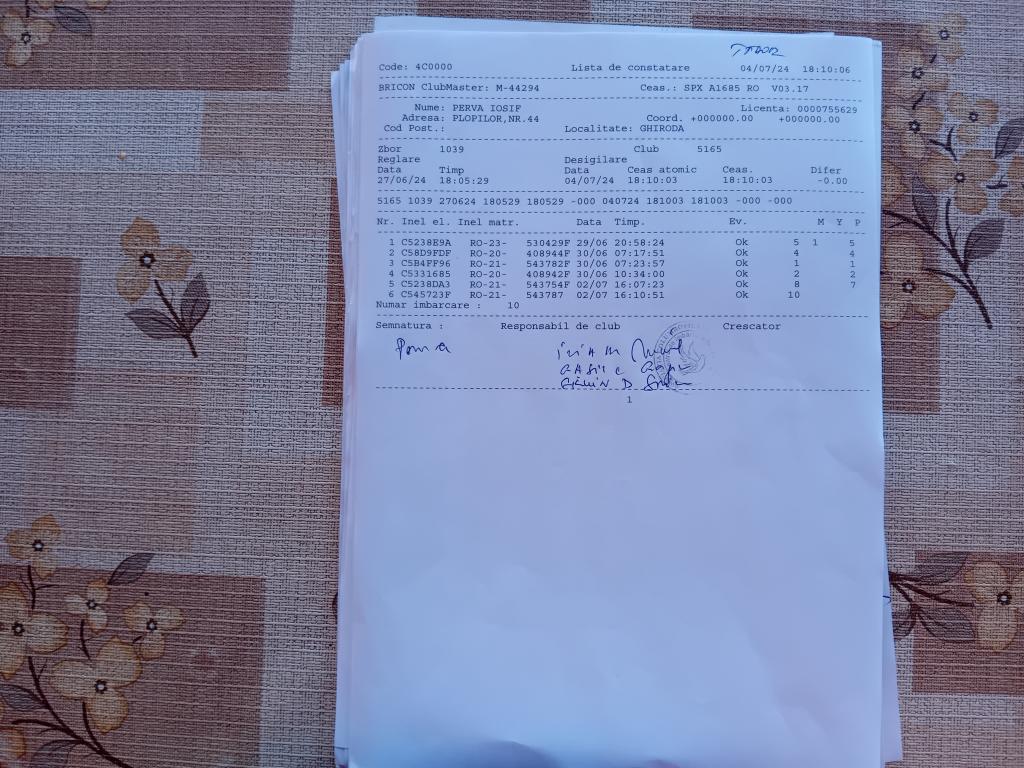 Code: 4C0000 Lista de constatare 04/07/24 18:10:06
BRICON ClubMaster: M-44294 Ceas.: SPX A1685 RO V03.17
Nume: PERVA IOSIF Licenta: 0000755629
Adresa: PLOPILOR,NR.44 Coord. +000000.00 +000000.00
Cod Post.: Localitate: GHIRODA
Zbor 1039 Club 5165
Reglare Desigilare
Data Timp Data Ceas atomic Ceas. Difer
27/06/24 18:05:29 04/07/24 18:10:03 18:10:03 -0.00
5165 1039 270624 180529 180529 -000 040724 181003 181003 -000 -000
Nr. Inel el. Inel matr. Data Timp. Ev. M Y P
1 C5238E9A RO-23- 530429F 29/06 20:58:24 Ok 5 1 5
2 C58D9FDF RO-20- 408944F 30/06 07:17:51 Ok 4 4
3 C5B4FF96 RO-21- 543782F 30/06 07:23:57 Ok 1 1
4 C5331685 RO-20- 408942F 30/06 10:34:00 Ok 2 2
5 C5238DA3 RO-21- 543754F 02/07 16:07:23 Ok 8 7
6 C545723F RO-21- 543787 02/07 16:10:51 Ok 10
Numar imbarcare : 10
Semnatura : Responsabil de club Crescator
1